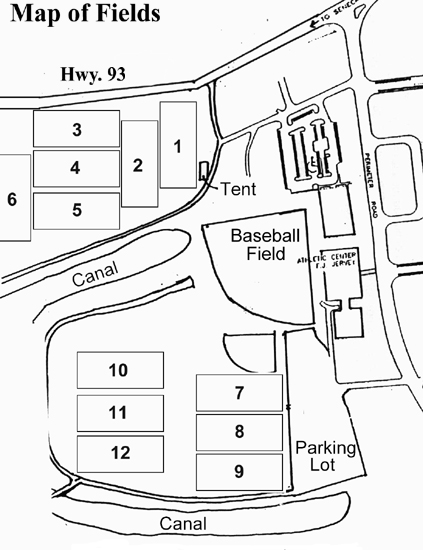 Map of Fields
TO SENECA
Hwy. 93
3
1
2
4
6
5
Tent
PERIMETER ROAD
Baseball
Field
ATHLETIC CENTER
F.J. JERVEY
Canal
10
7
11
8
12
9
Parking
Lot
Canal